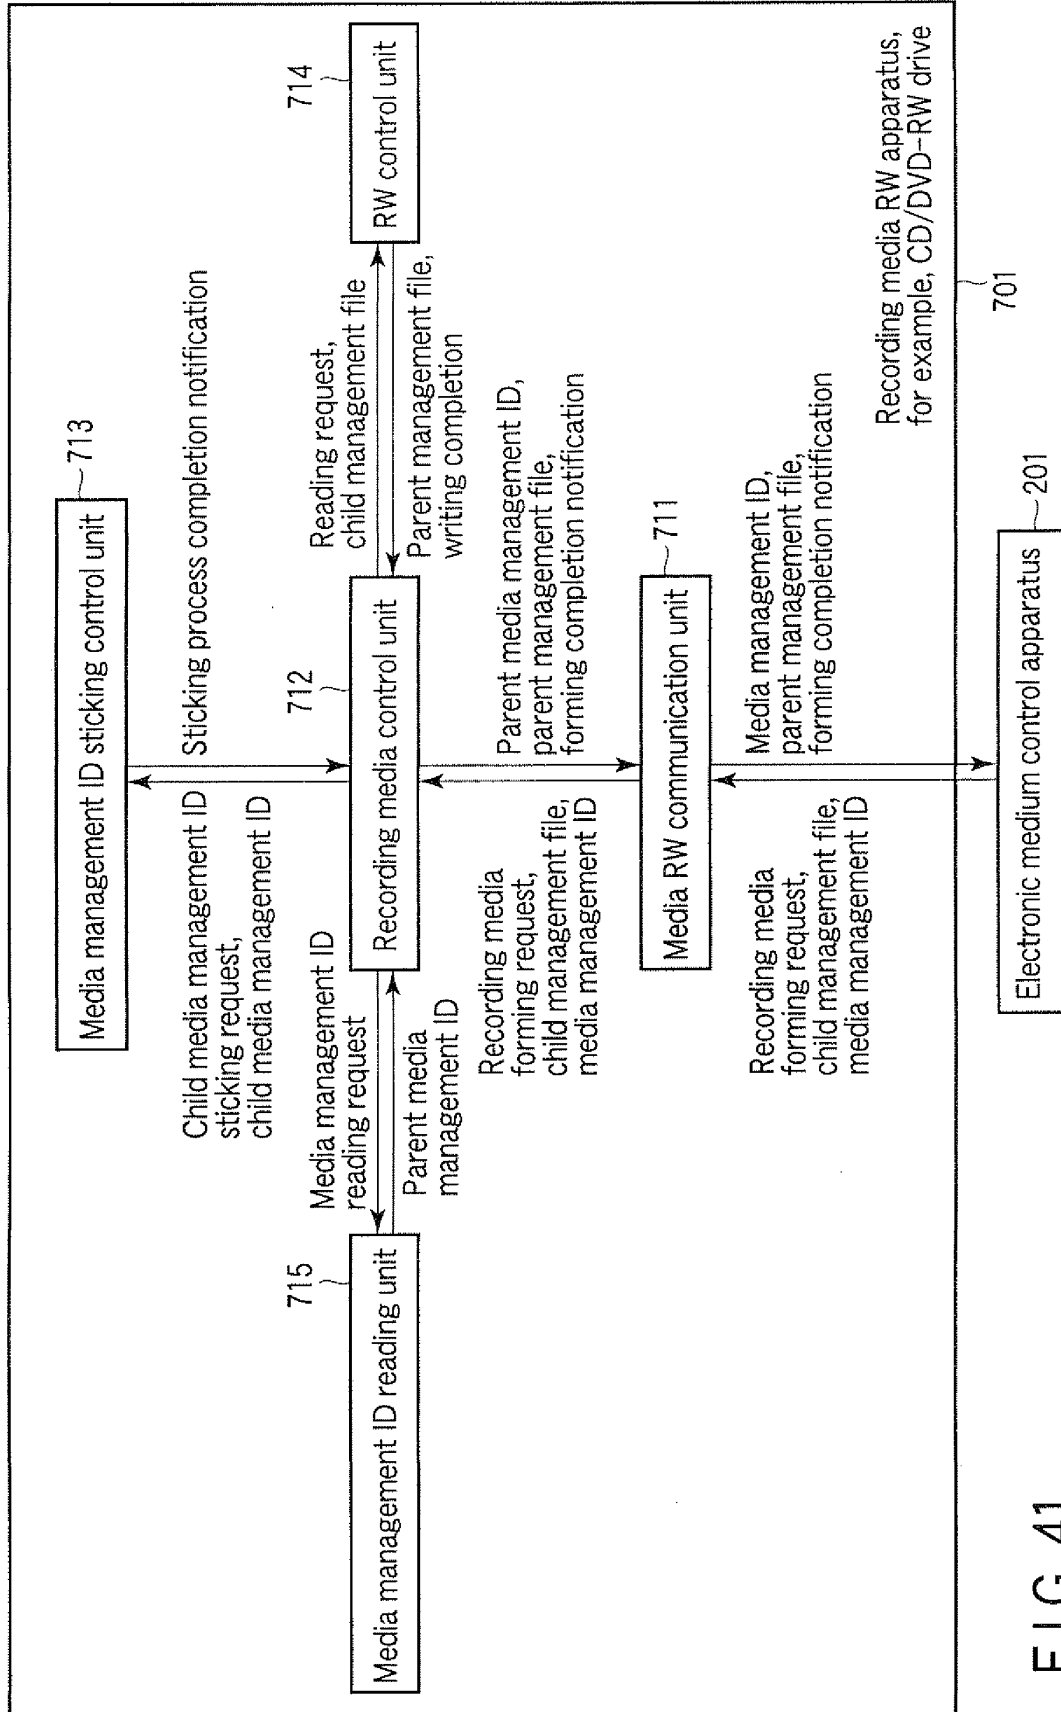 713
Media management ID sticking control unit
Child media management ID
sticking request,
child media management ID
Sticking process completion notification
715
Media management ID reading unit
Media management ID
reading request
Parent media
management ID
712
Recording media control unit
Reading request,
child management file
Parent management file,
writing completion
714
RW control unit
Recording media
forming request,
child management file,
media management ID
Parent media management ID,
parent management file,
forming completion notification
711
Media RW communication unit
Recording media
forming request,
child management file,
media management ID
Media management ID,
parent management file,
forming completion notification
Recording media RW apparatus,
for example, CD/DVD-RW drive
701
201
Electronic medium control apparatus
FIG. 41